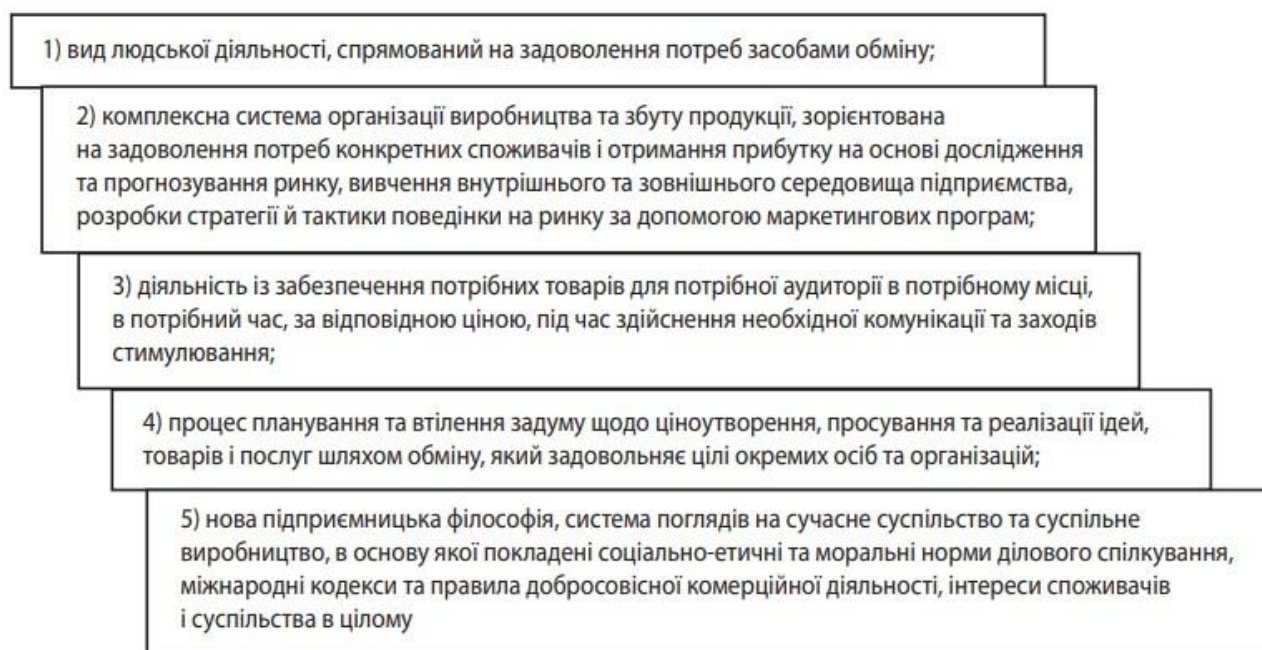 1) вид людської діяльності, спрямований на задоволення потреб засобами обміну;
2) комплексна система організації виробництва та збуту продукції, зорієнтована
на задоволення потреб конкретних споживачів і отримання прибутку на основі дослідження
та прогнозування ринку, вивчення внутрішнього та зовнішнього середовища підприємства,
розробки стратегії й тактики поведінки на ринку за допомогою маркетингових програм;
3) діяльність із забезпечення потрібних товарів для потрібної аудиторії в потрібному місці,
в потрібний час, за відповідною ціною, під час здійснення необхідної комунікації та заходів
стимулювання;
4) процес планування та втілення задуму щодо ціноутворення, просування та реалізації ідей,
товарів і послуг шляхом обміну, який задовольняє цілі окремих осіб та організацій;
5) нова підприємницька філософія, система поглядів на сучасне суспільство та суспільне
виробництво, в основу якої покладені соціально-етичні та моральні норми ділового спілкування,
міжнародні кодекси та правила добросовісної комерційної діяльності, інтереси споживачів
і суспільства в цілому